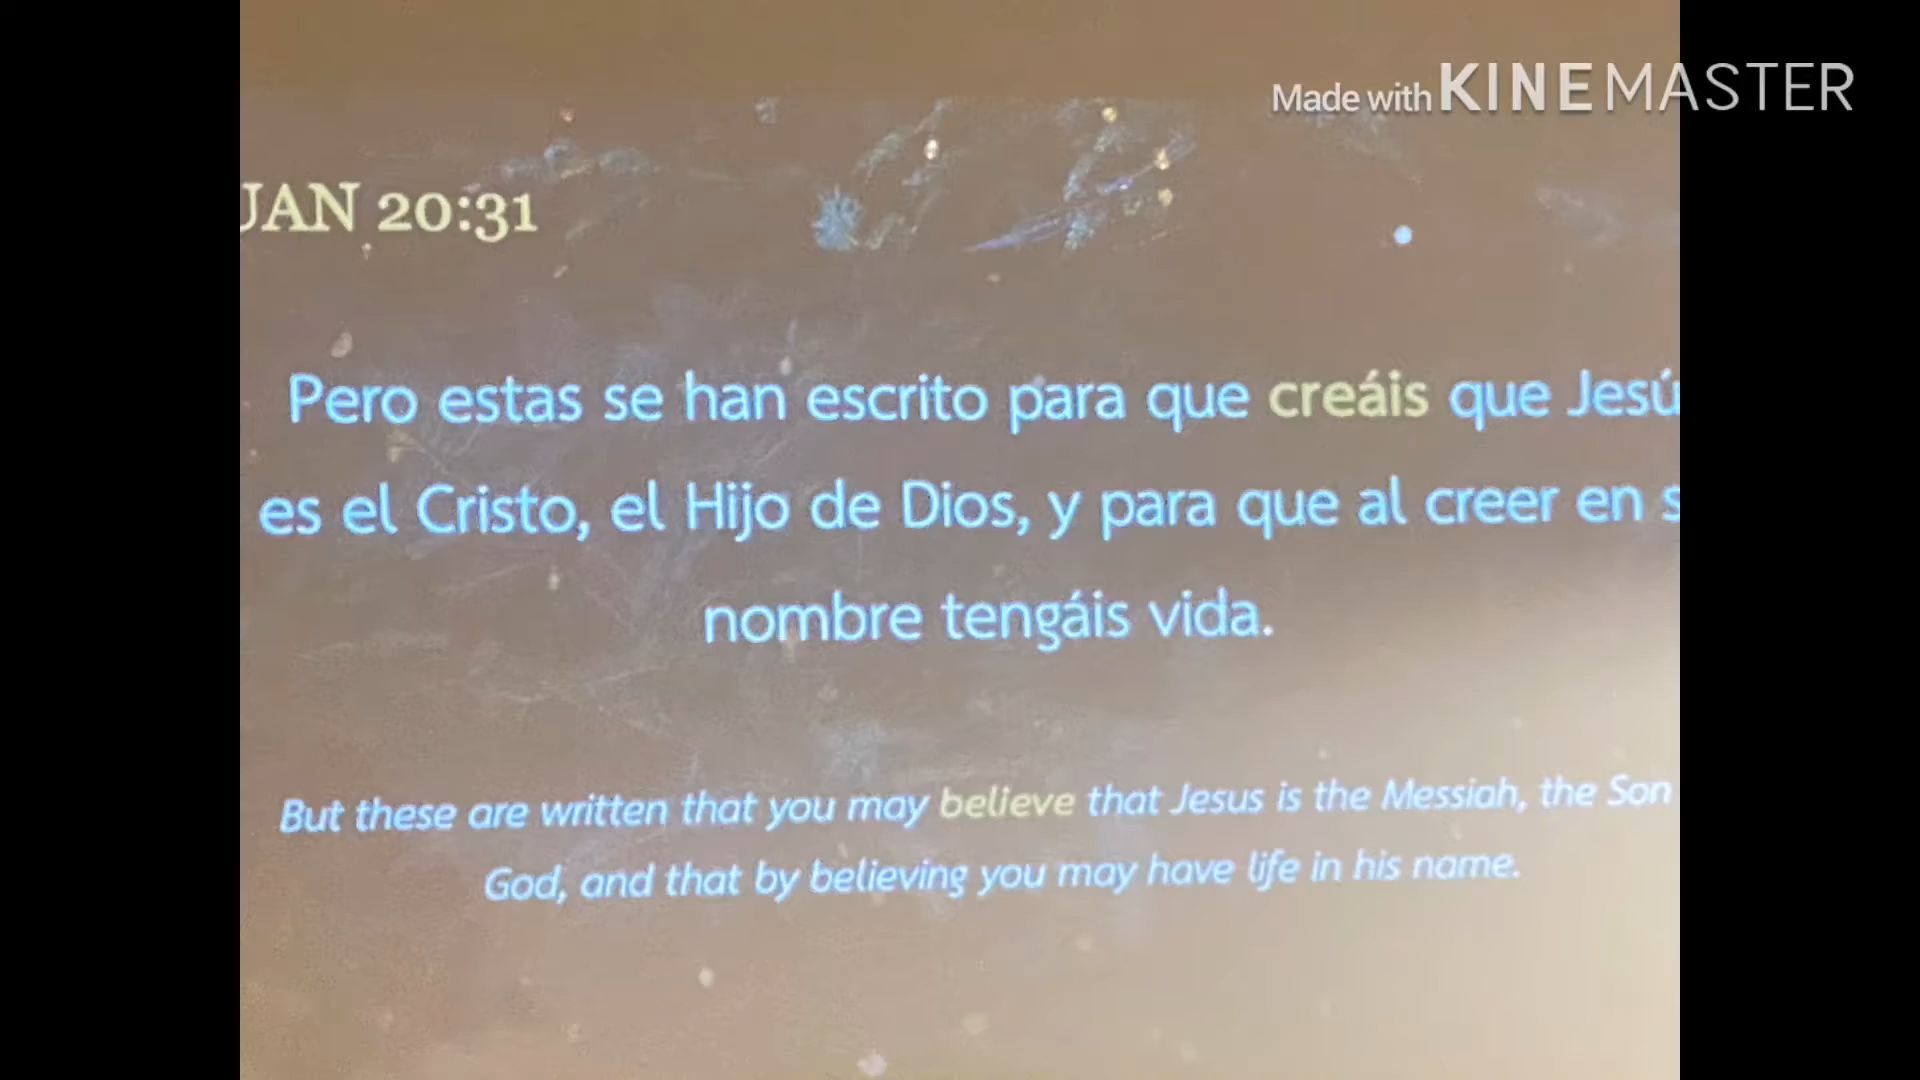 Made with KINEMASTER
JUAN 20:31
Pero estas se han escrito para que creáis que Jesú
es el Cristo, el Hijo de Dios, y para que al creer en s
nombre tengáis vida.
But these are written that you may believe that Jesus is the Messiah, the Son
God, and that by believing you may have life in his name.